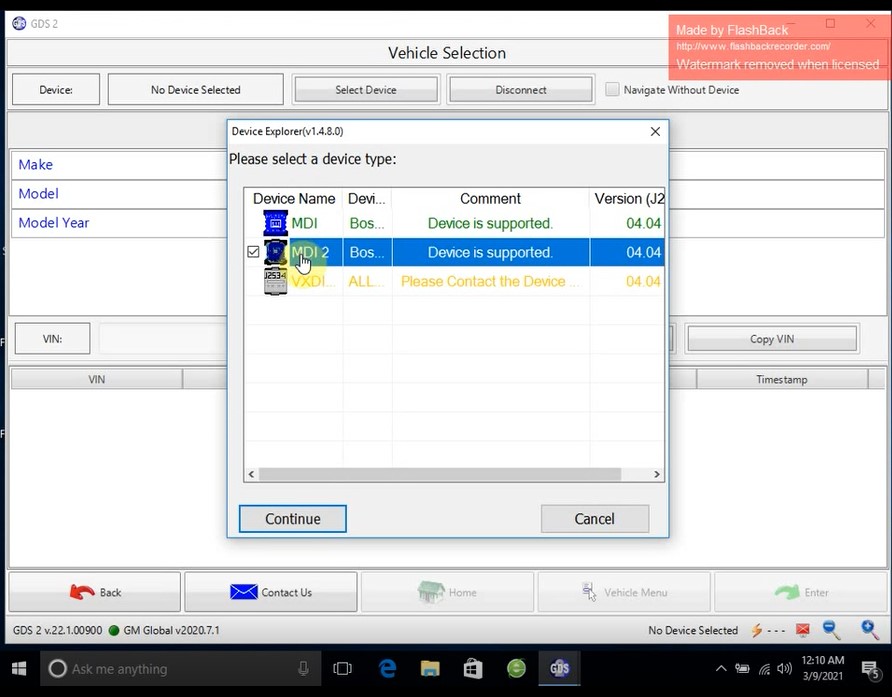 GDS 2
Made by FlashBack
http://www.flashbackrecorder.com/
Watermark removed when licensed
Vehicle Selection
Device:
No Device Selected
Select Device
Disconnect
Navigate Without Device
Device Explorer(v1.4.8.0)
Please select a device type:
Make
Model
Model Year
Device Name Devi... Comment Version (J2
MDI Bos... Device is supported. 04.04
MDI 2 Bos... Device is supported. 04.04
VXDI... ALL... Please Contact the Device ... 04.04
VIN:
Copy VIN
VIN
Timestamp
Continue
Cancel
Back
Contact Us
Home
Vehicle Menu
Enter
GDS 2 v.22.1.00900 GM Global v2020.7.1
No Device Selected - - -
Ask me anything
GDS
12:10 AM
3/9/2021
5